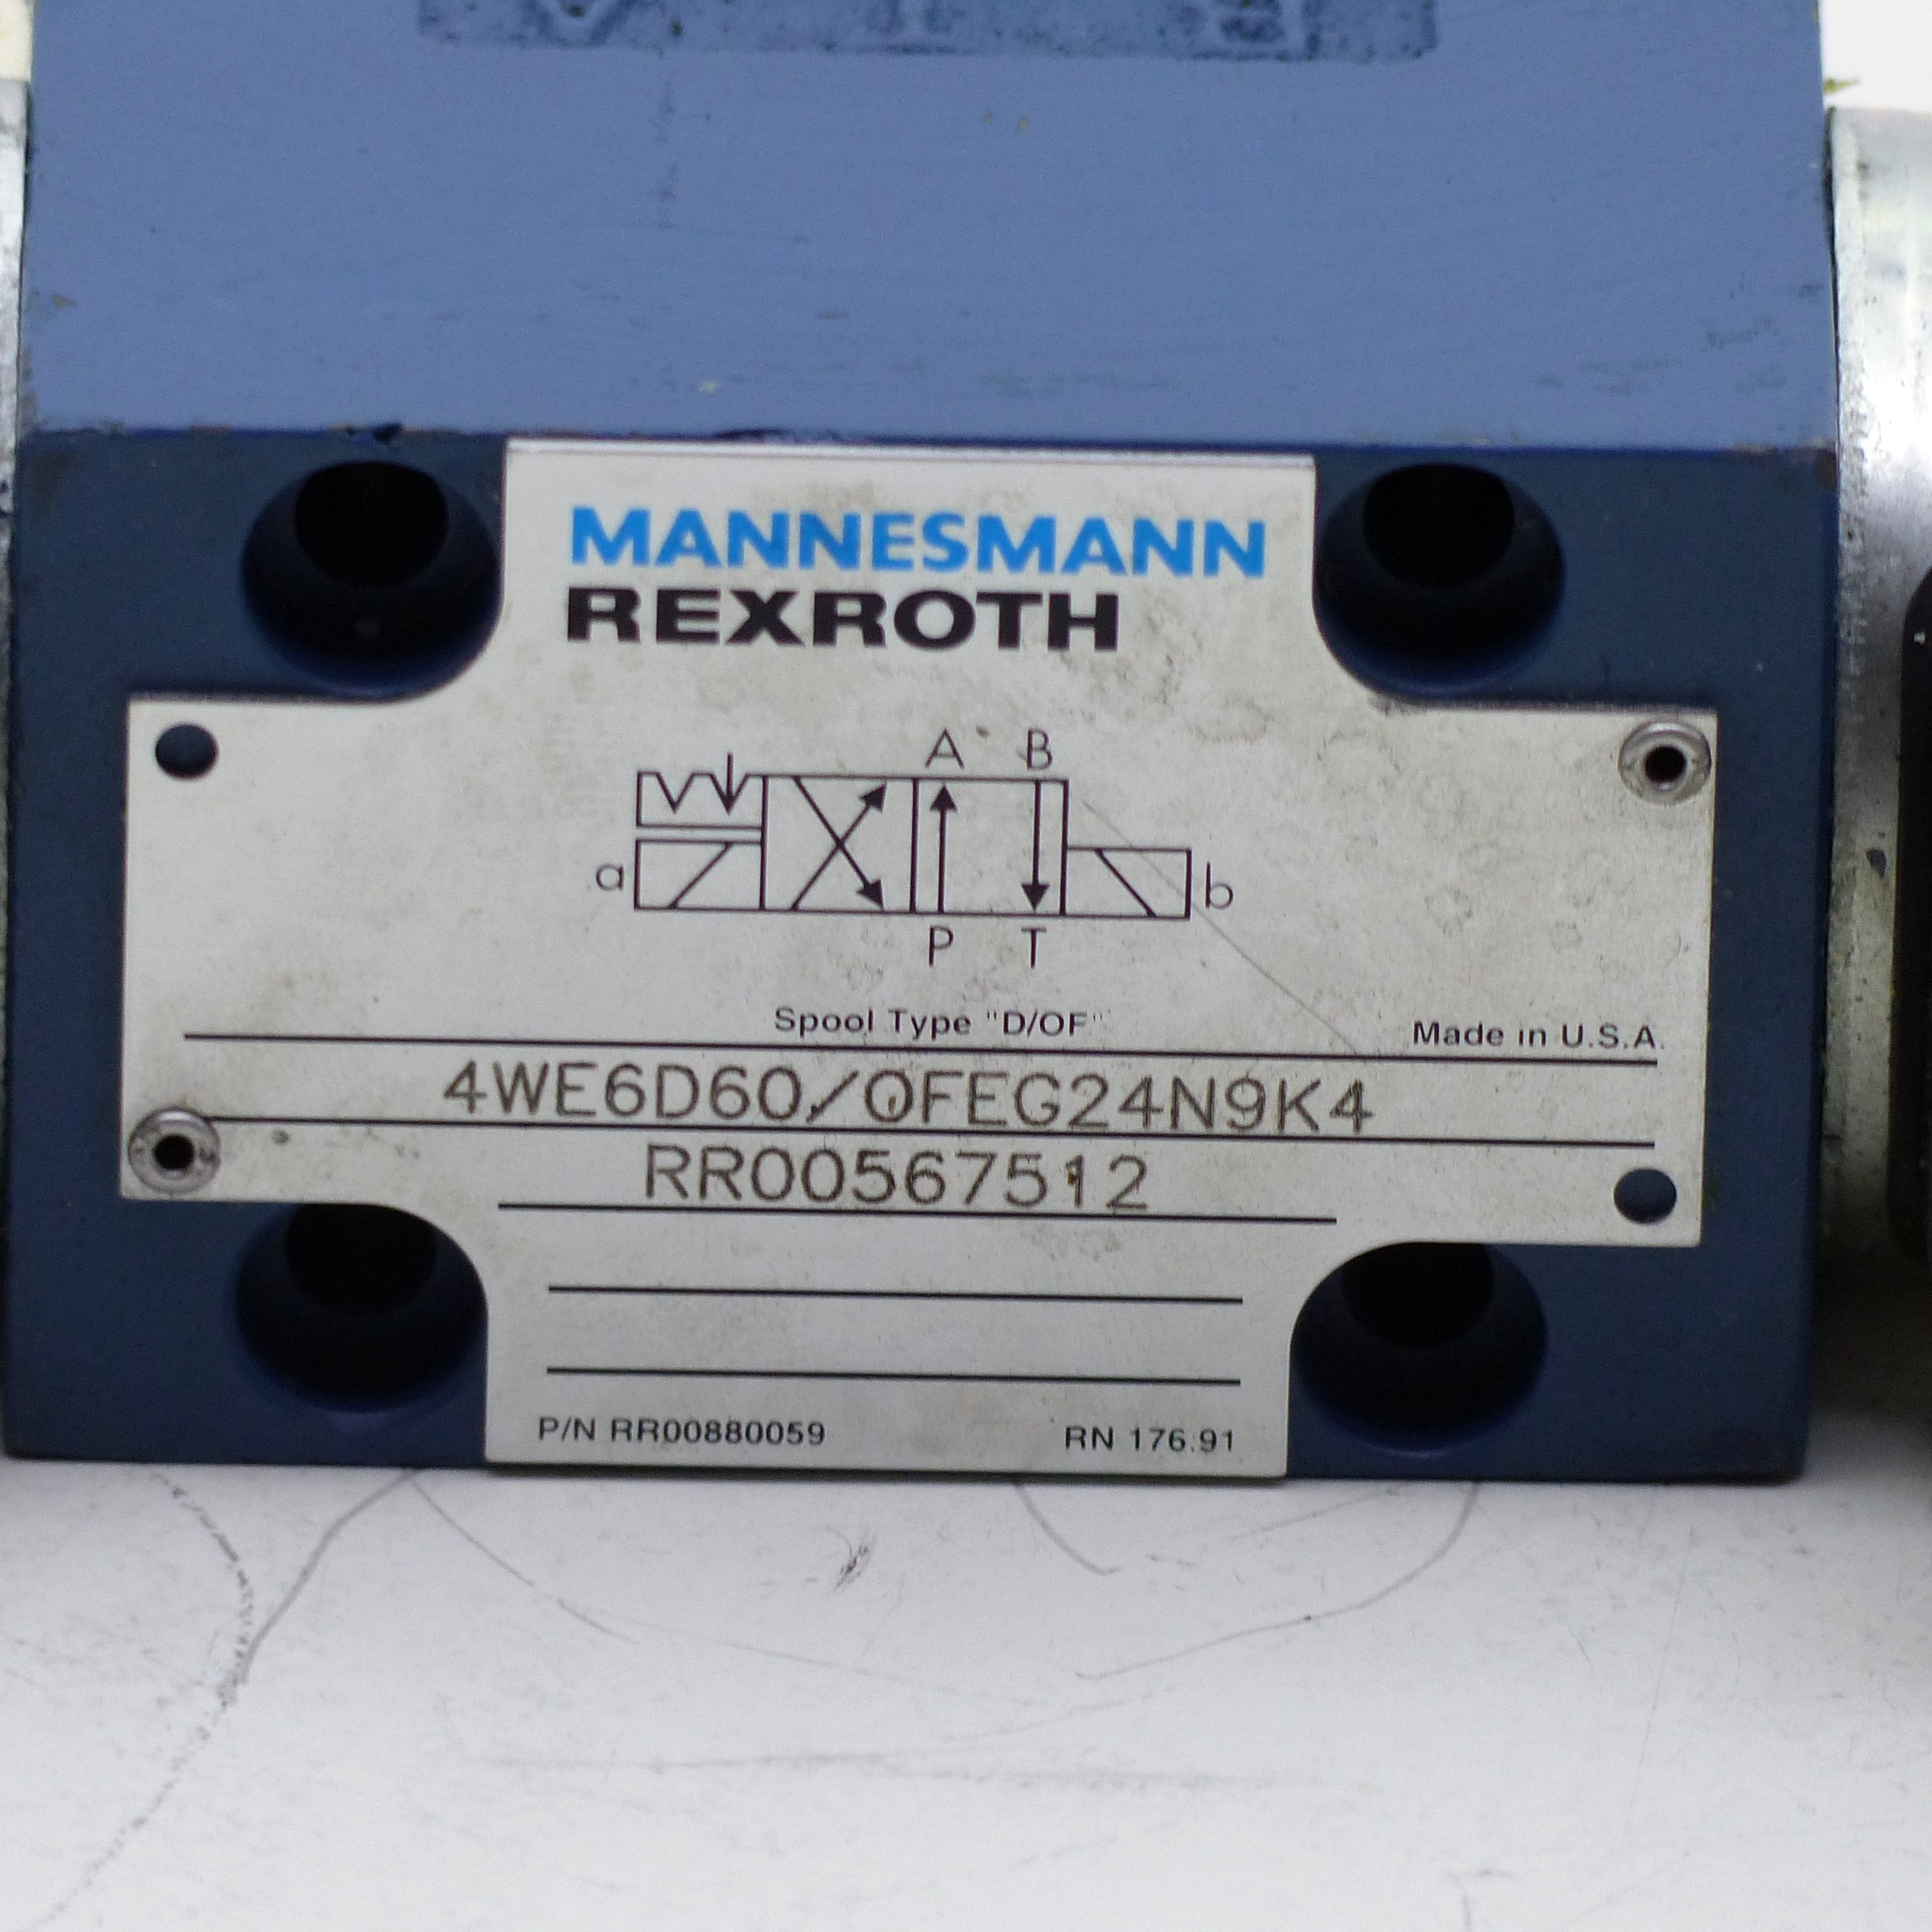 MANNESMANN
REXROTH
A B
a b
P T
Spool Type "D/OF"
Made in U.S.A.
4WE6D60/OFEG24N9K4
RR00567512
P/N RR00880059 RN 176.91